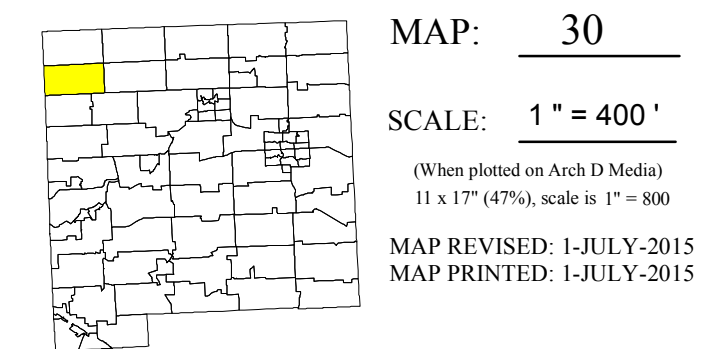 MAP: 30
SCALE: 1 " = 400 '
(When plotted on Arch D Media)
11 x 17" (47%), scale is 1" = 800
MAP REVISED: 1-JULY-2015
MAP PRINTED: 1-JULY-2015